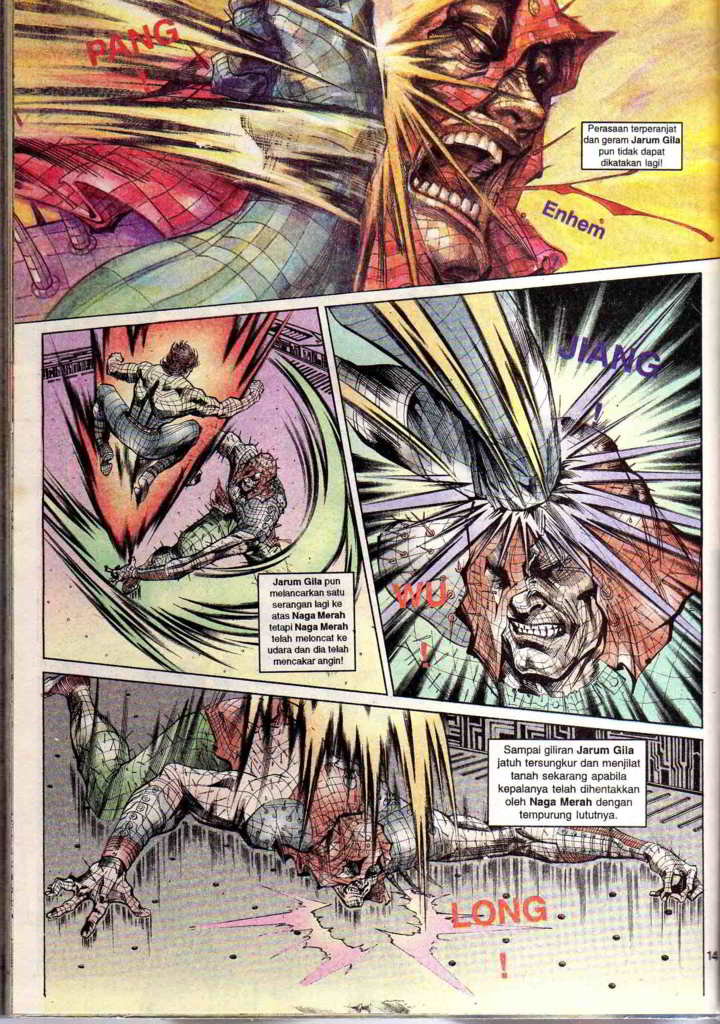 PANG
!
Perasaan terperanjat
dan geram Jarum Gila
pun tidak dapat
dikatakan lagi!
Enhem
Jarum Gila pun
melancarkan satu
serangan lagi ke
atas Naga Merah
tetapi Naga Merah
telah meloncat ke
udara dan dia telah
mencakar angin!
JIANG
!
WU
!
Sampai giliran Jarum Gila
jatuh tersungkur dan menjilat
tanah sekarang apabila
kepalanya telah dihentakkan
oleh Naga Merah dengan
tempurung lututnya.
LONG
!
14